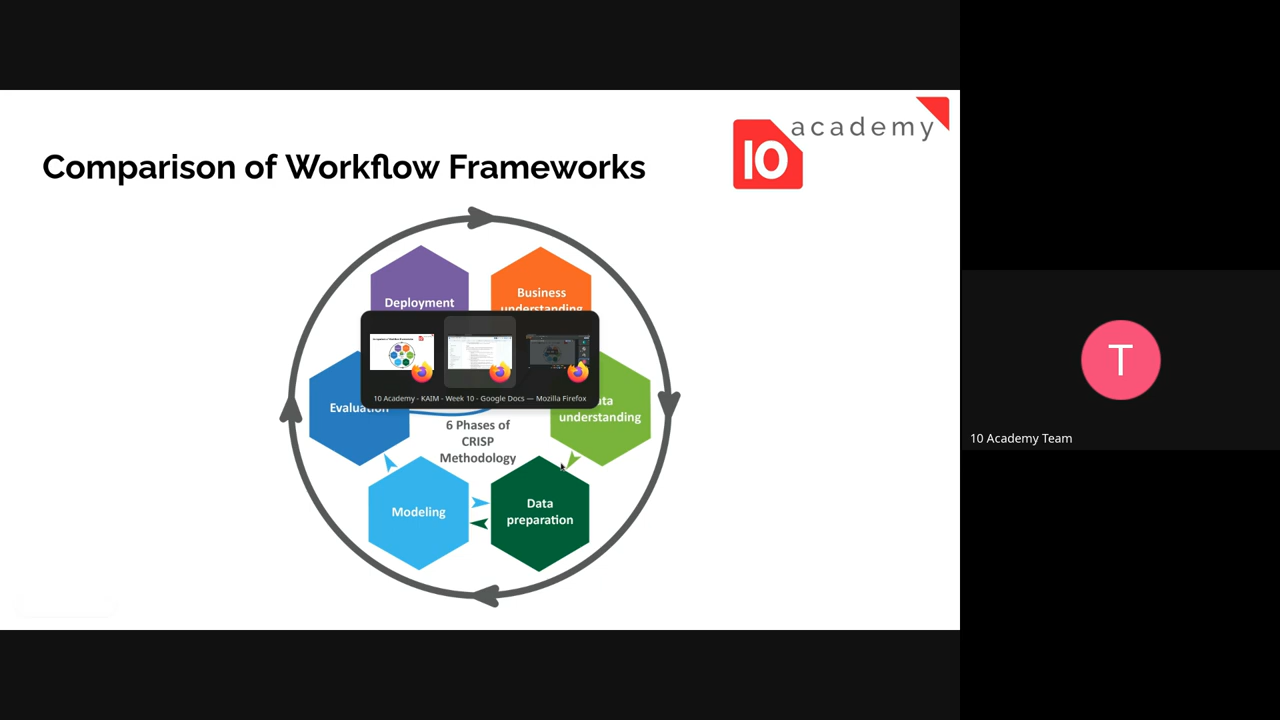 academy
10
Comparison of Workflow Frameworks
Deployment
Business
understanding
10 Academy - KAIM - Week 10 - Google Docs — Mozilla Firefox
Evaluation
understanding
6 Phases of
CRISP
Methodology
Modeling
Data
preparation
T
10 Academy Team